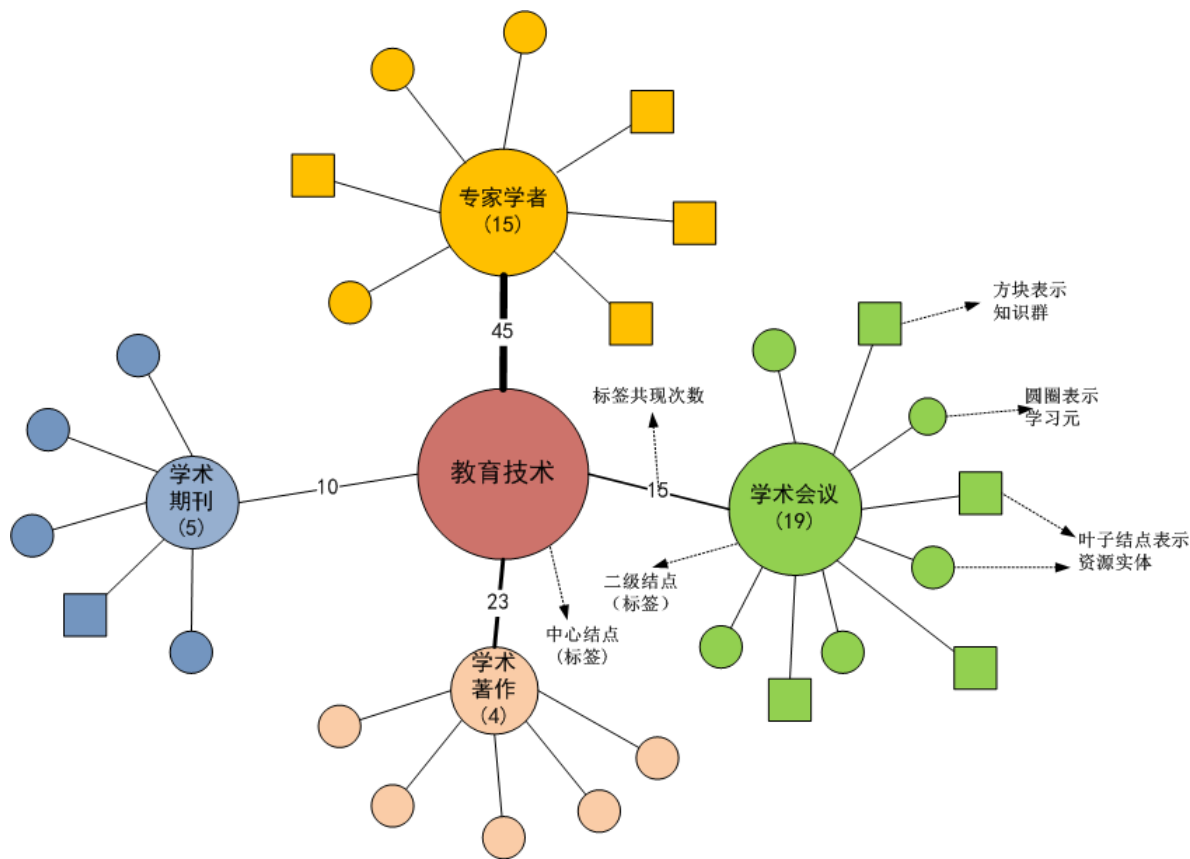 专家学者
(15)
方块表示
知识群
45
标签共现次数
圆圈表示
学习元
学术
期刊
(5)
10
教育技术
15
学术会议
(19)
叶子结点表示
资源实体
二级结点
（标签）
23
中心结点
(标签)
学术
著作
(4)